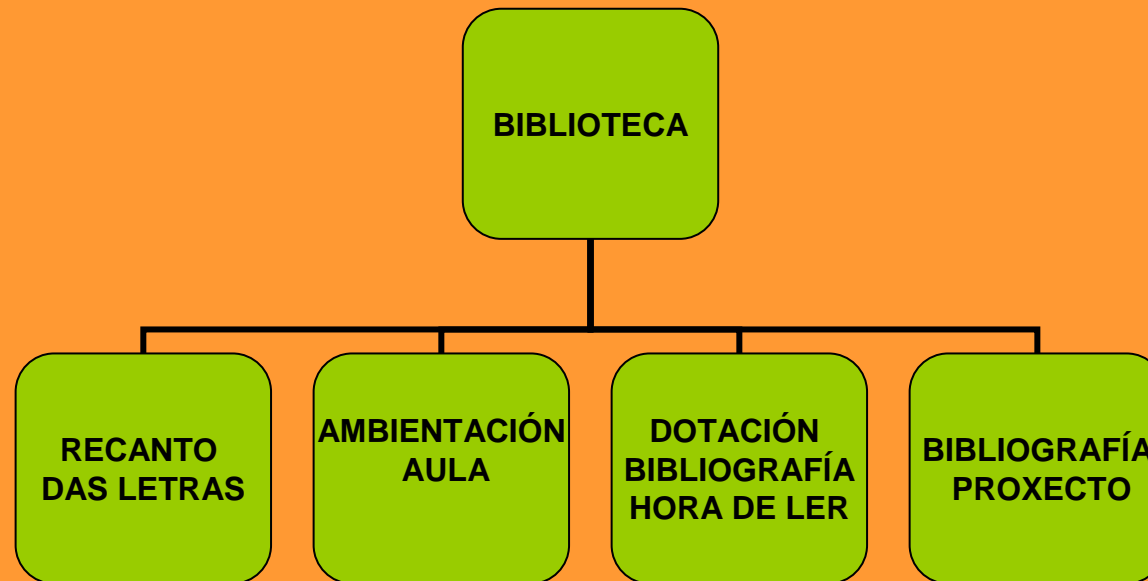 BIBLIOTECA
RECANTO
DAS LETRAS
AMBIENTACIÓN
AULA
DOTACIÓN
BIBLIOGRAFÍA
HORA DE LER
BIBLIOGRAFÍA
PROXECTO